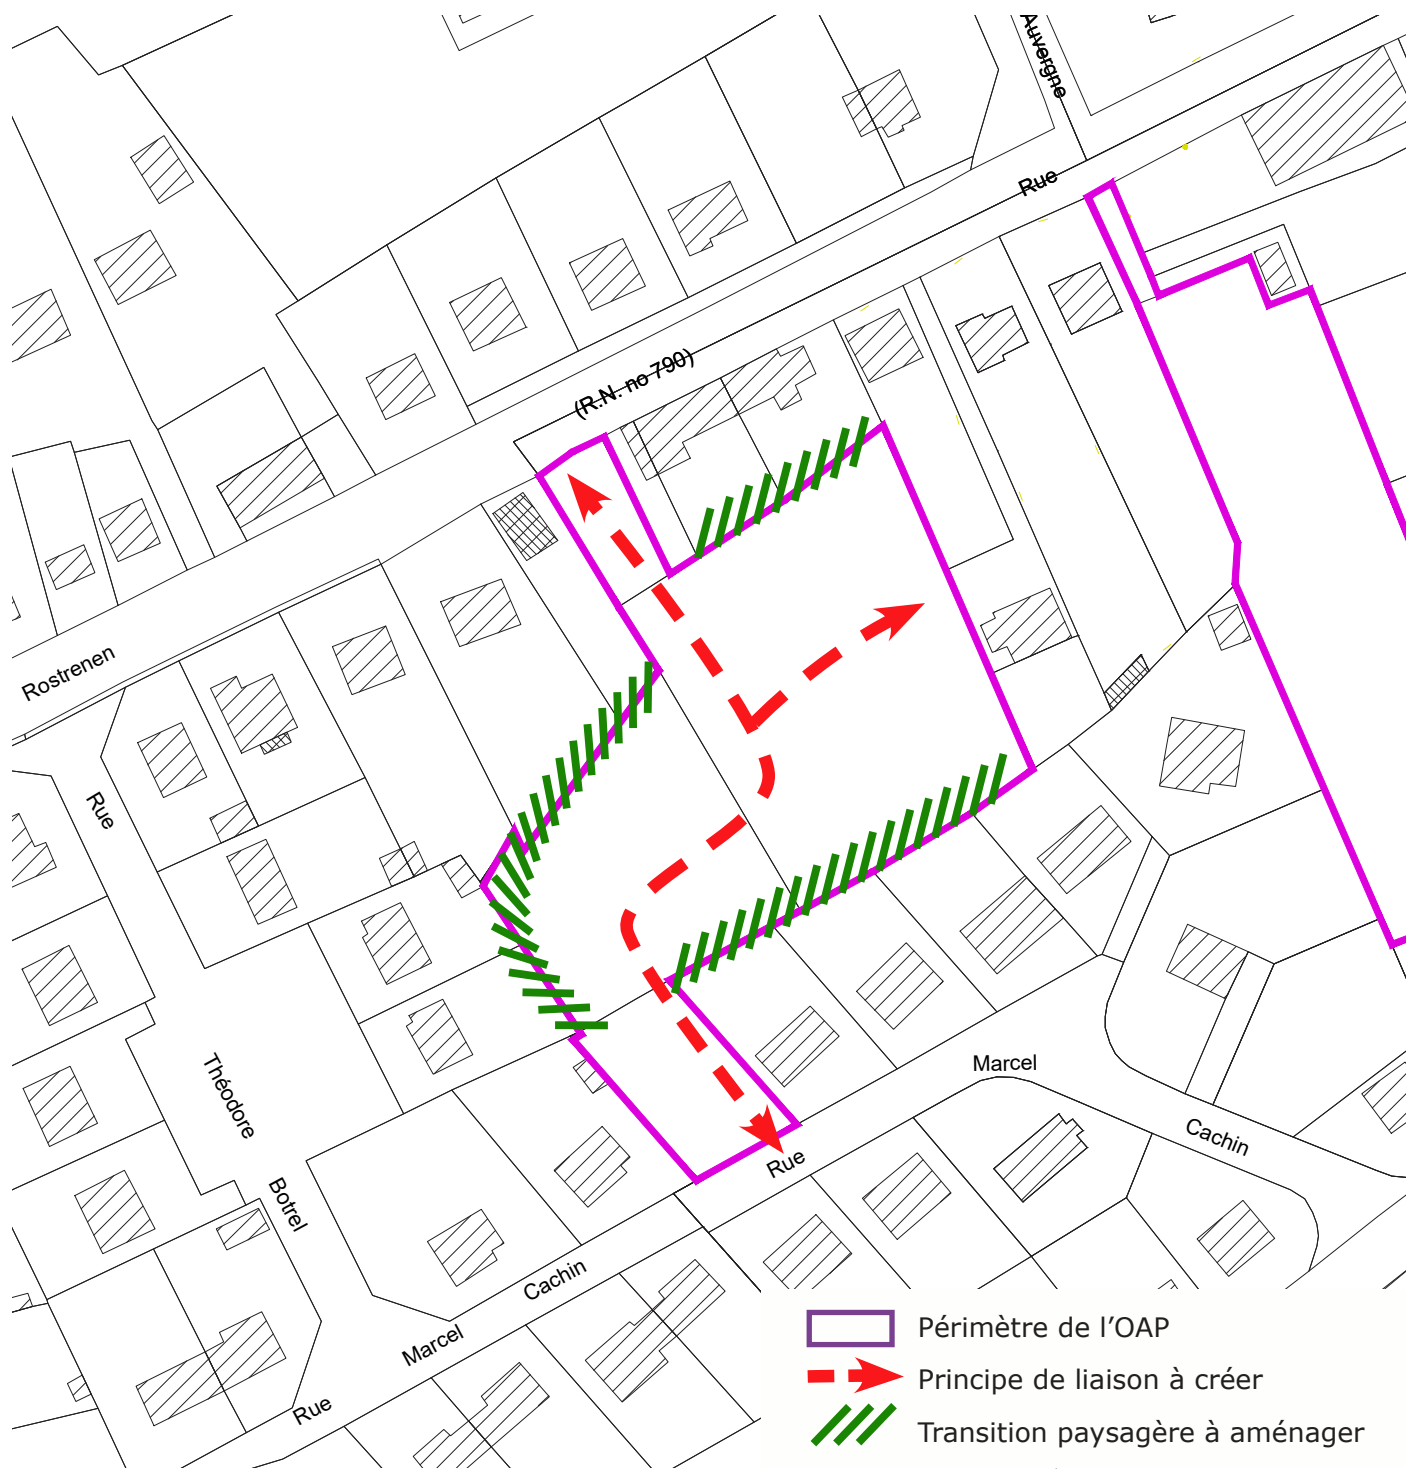 Auvergne
Rue
(R.N. no 790)
Rostrenen
Rue
Théodore
Botrel
Marcel
Cachin
Rue
Cachin
Marcel
Rue
Périmètre de l’OAP
Principe de liaison à créer
Transition paysagère à aménager